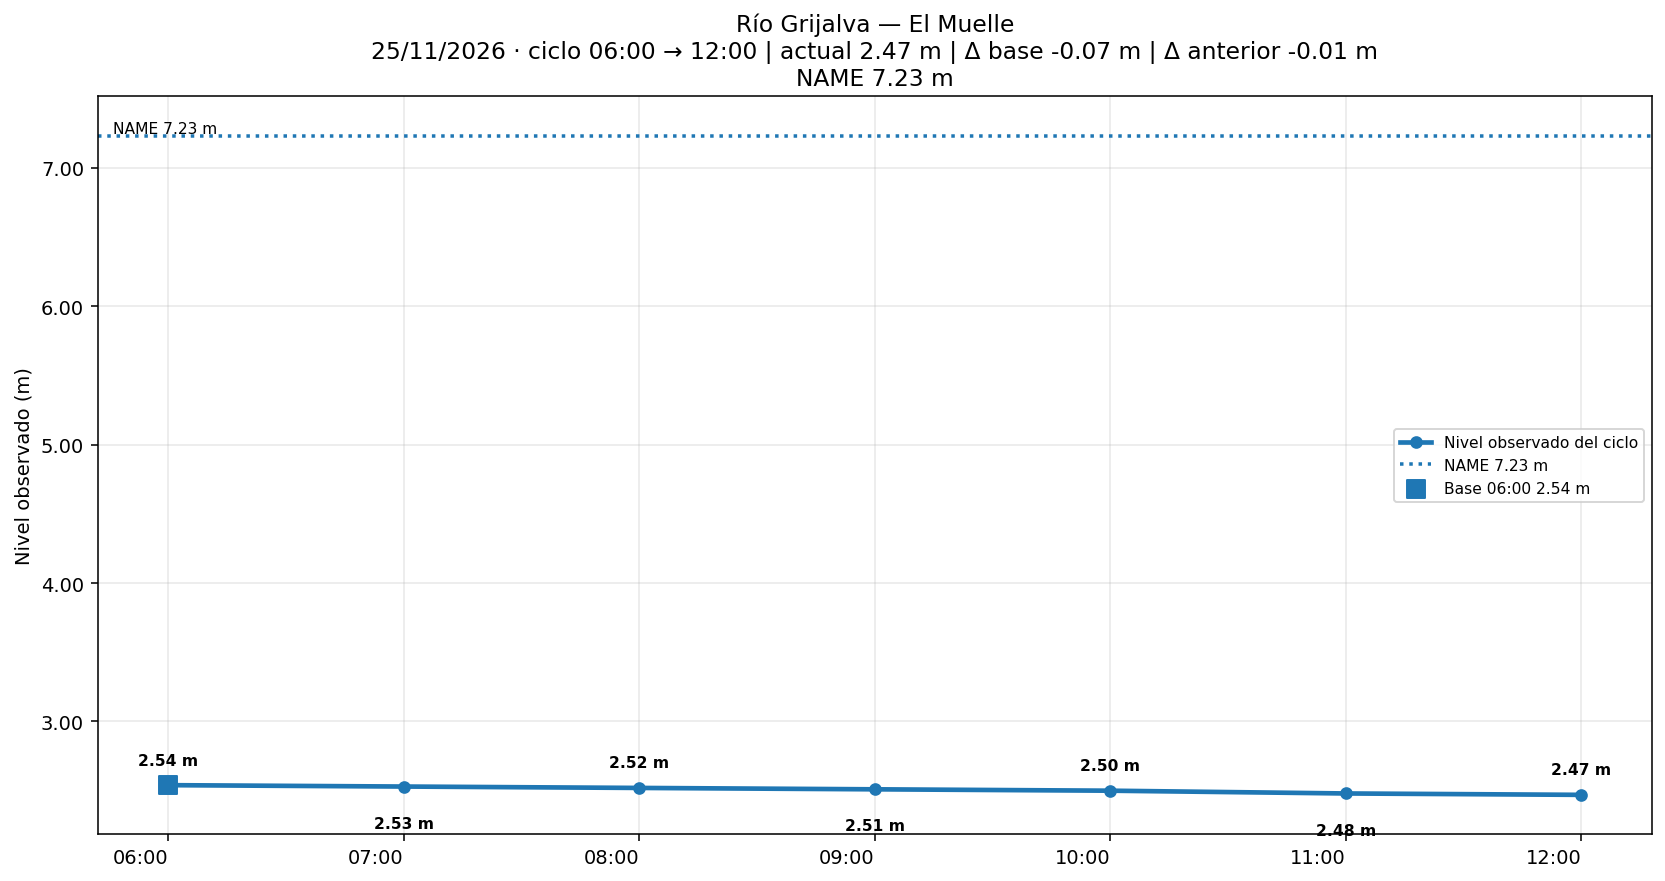 Río Grijalva — El Muelle
25/11/2026 · ciclo 06:00 → 12:00 | actual 2.47 m | Δ base -0.07 m | Δ anterior -0.01 m
NAME 7.23 m
NAME 7.23 m
7.00
6.00
5.00
4.00
3.00
Nivel observado (m)
Nivel observado del ciclo
NAME 7.23 m
Base 06:00 2.54 m
2.54 m
2.53 m
2.52 m
2.51 m
2.50 m
2.48 m
2.47 m
06:00
07:00
08:00
09:00
10:00
11:00
12:00